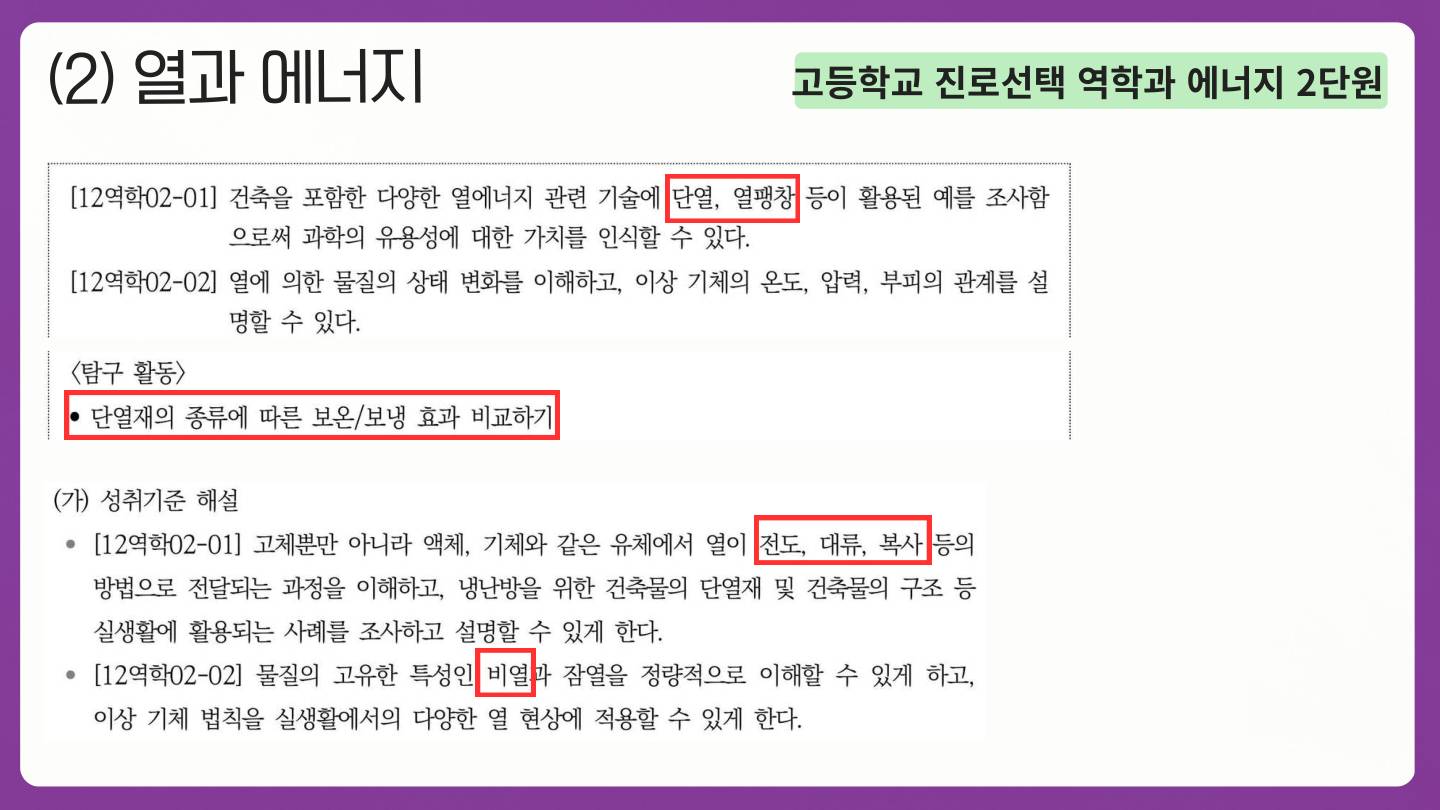 (2) 열과 에너지
고등학교 진로선택 역학과 에너지 2단원
[12역학02-01] 건축을 포함한 다양한 열에너지 관련 기술에 단열, 열팽창 등이 활용된 예를 조사함
으로써 과학의 유용성에 대한 가치를 인식할 수 있다.
[12역학02-02] 열에 의한 물질의 상태 변화를 이해하고, 이상 기체의 온도, 압력, 부피의 관계를 설
명할 수 있다.
<탐구 활동>
• 단열재의 종류에 따른 보온/보냉 효과 비교하기
(가) 성취기준 해설
• [12역학02-01] 고체뿐만 아니라 액체, 기체와 같은 유체에서 열이 전도, 대류, 복사 등의
방법으로 전달되는 과정을 이해하고, 냉난방을 위한 건축물의 단열재 및 건축물의 구조 등
실생활에 활용되는 사례를 조사하고 설명할 수 있게 한다.
• [12역학02-02] 물질의 고유한 특성인 비열과 잠열을 정량적으로 이해할 수 있게 하고,
이상 기체 법칙을 실생활에서의 다양한 열 현상에 적용할 수 있게 한다.